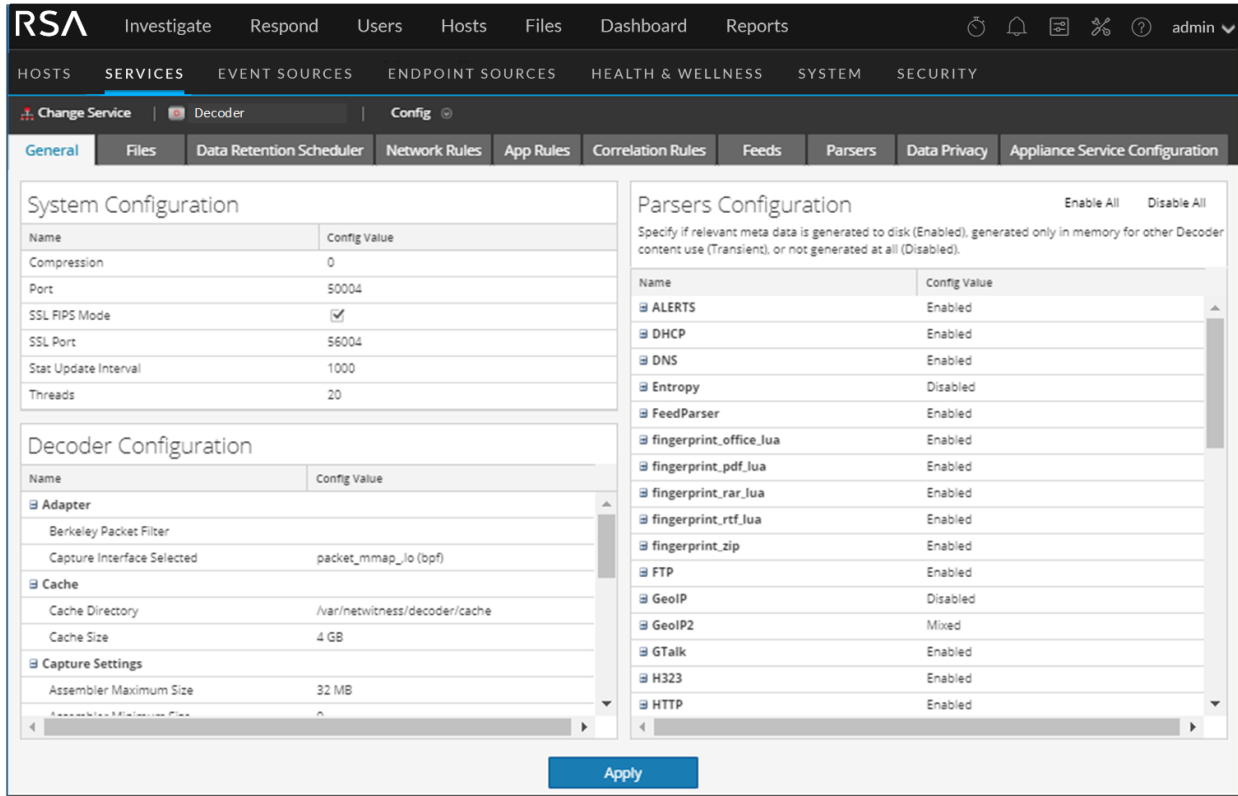 RSA Investigate Respond Users Hosts Files Dashboard Reports admin
HOSTS SERVICES EVENT SOURCES ENDPOINT SOURCES HEALTH & WELLNESS SYSTEM SECURITY
Change Service | Decoder | Config
General Files Data Retention Scheduler Network Rules App Rules Correlation Rules Feeds Parsers Data Privacy Appliance Service Configuration
System Configuration
Name Config Value
Compression 0
Port 50004
SSL FIPS Mode
SSL Port 56004
Stat Update Interval 1000
Threads 20
Decoder Configuration
Name Config Value
Adapter
Berkeley Packet Filter
Capture Interface Selected packet_mmap_,lo (bpf)
Cache
Cache Directory /var/netwitness/decoder/cache
Cache Size 4 GB
Capture Settings
Assembler Maximum Size 32 MB
Assembler Minimum Size 0
Parsers Configuration Enable All Disable All
Specify if relevant meta data is generated to disk (Enabled), generated only in memory for other Decoder
content use (Transient), or not generated at all (Disabled).
Name Config Value
ALERTS Enabled
DHCP Enabled
DNS Enabled
Entropy Disabled
FeedParser Enabled
fingerprint_office_lua Enabled
fingerprint_pdf_lua Enabled
fingerprint_rar_lua Enabled
fingerprint_rtf_lua Enabled
fingerprint_zip Enabled
FTP Enabled
GeoIP Disabled
GeoIP2 Mixed
GTalk Enabled
H323 Enabled
HTTP Enabled
Apply